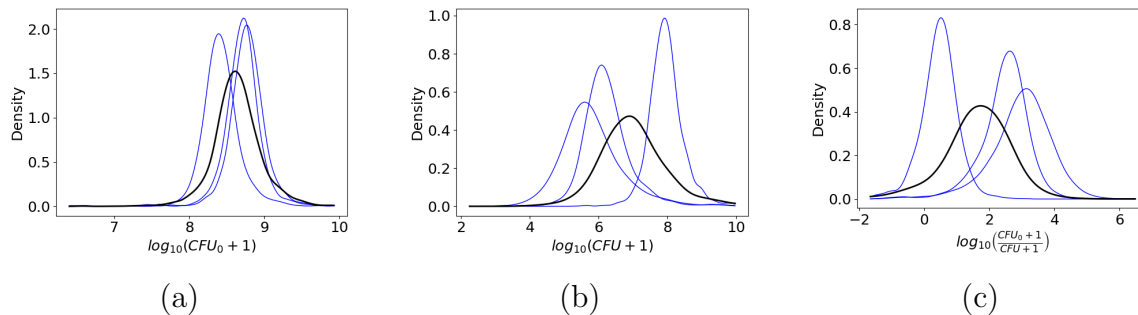 2.0
1.5
1.0
0.5
0.0
Density
7 8 9 10
log₁₀(CFU₀ + 1)
(a)
1.0
0.8
0.6
0.4
0.2
0.0
Density
2 4 6 8 10
log₁₀(CFU + 1)
(b)
0.8
0.6
0.4
0.2
0.0
Density
−2 0 2 4 6
log₁₀(CFU₀+1/CFU+1)
(c)